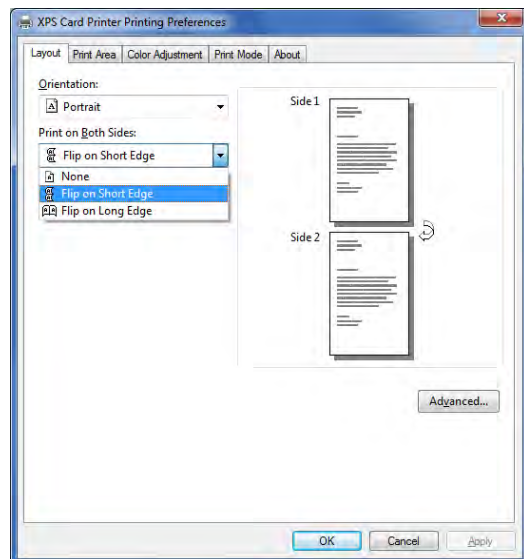 XPS Card Printer Printing Preferences
Layout Print Area Color Adjustment Print Mode About
Orientation:
Portrait
Print on Both Sides:
Flip on Short Edge
None
Flip on Short Edge
Flip on Long Edge
Side 1
Side 2
Advanced...
OK Cancel Apply